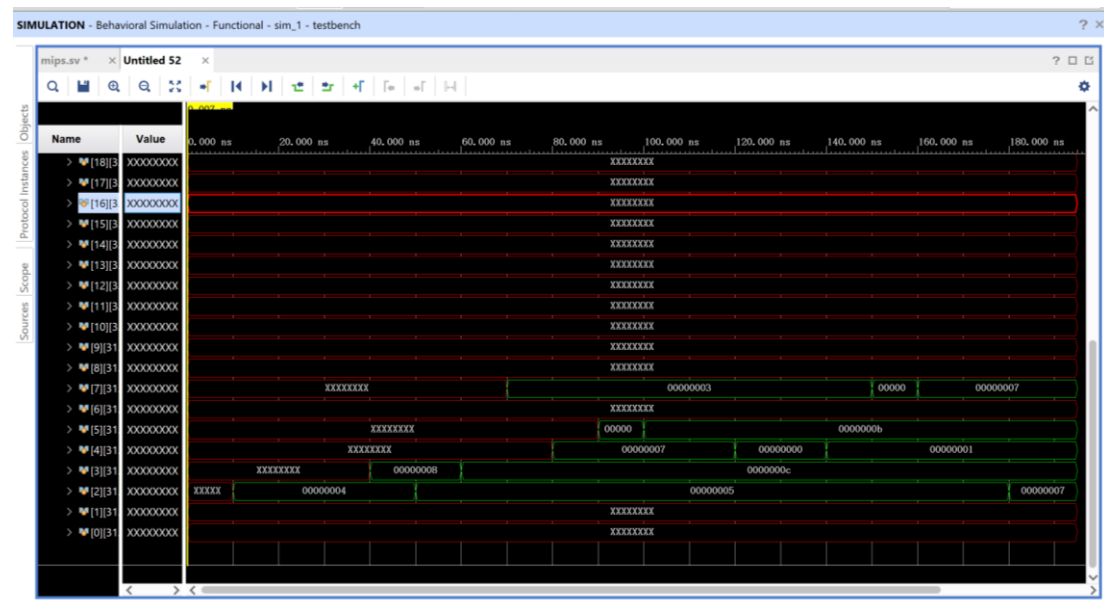 SIMULATION - Behavioral Simulation - Functional - sim_1 - testbench ? ×
mips.sv * × Untitled 52 × ?
Objects
Protocol Instances
Scope
Sources
Name Value 0.000 ns 20.000 ns 40.000 ns 60.000 ns 80.000 ns 100.000 ns 120.000 ns 140.000 ns 160.000 ns 180.000 ns
[18][3 XXXXXXXX XXXXXXXX
[17][3 XXXXXXXX XXXXXXXX
[16][3 XXXXXXXX XXXXXXXX
[15][3 XXXXXXXX XXXXXXXX
[14][3 XXXXXXXX XXXXXXXX
[13][3 XXXXXXXX XXXXXXXX
[12][3 XXXXXXXX XXXXXXXX
[11][3 XXXXXXXX XXXXXXXX
[10][3 XXXXXXXX XXXXXXXX
[9][31 XXXXXXXX XXXXXXXX
[8][31 XXXXXXXX XXXXXXXX
[7][31 XXXXXXXX XXXXXXXX 00000003 00000 00000007
[6][31 XXXXXXXX XXXXXXXX
[5][31 XXXXXXXX XXXXXXXX 00000 0000000b
[4][31 XXXXXXXX XXXXXXXX 00000007 00000000 00000001
[3][31 XXXXXXXX XXXXXXXX 00000008 0000000c
[2][31 XXXXXXXX XXXXX 00000004 00000005 00000007
[1][31 XXXXXXXX XXXXXXXX
[0][31 XXXXXXXX XXXXXXXX